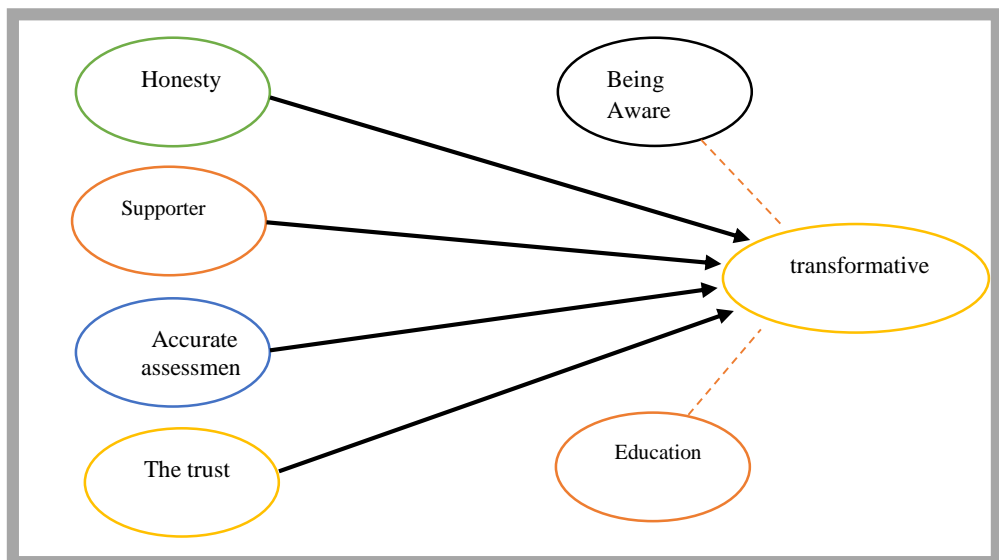 Honesty
Being
Aware
Supporter
transformative
Accurate
assessmen
The trust
Education